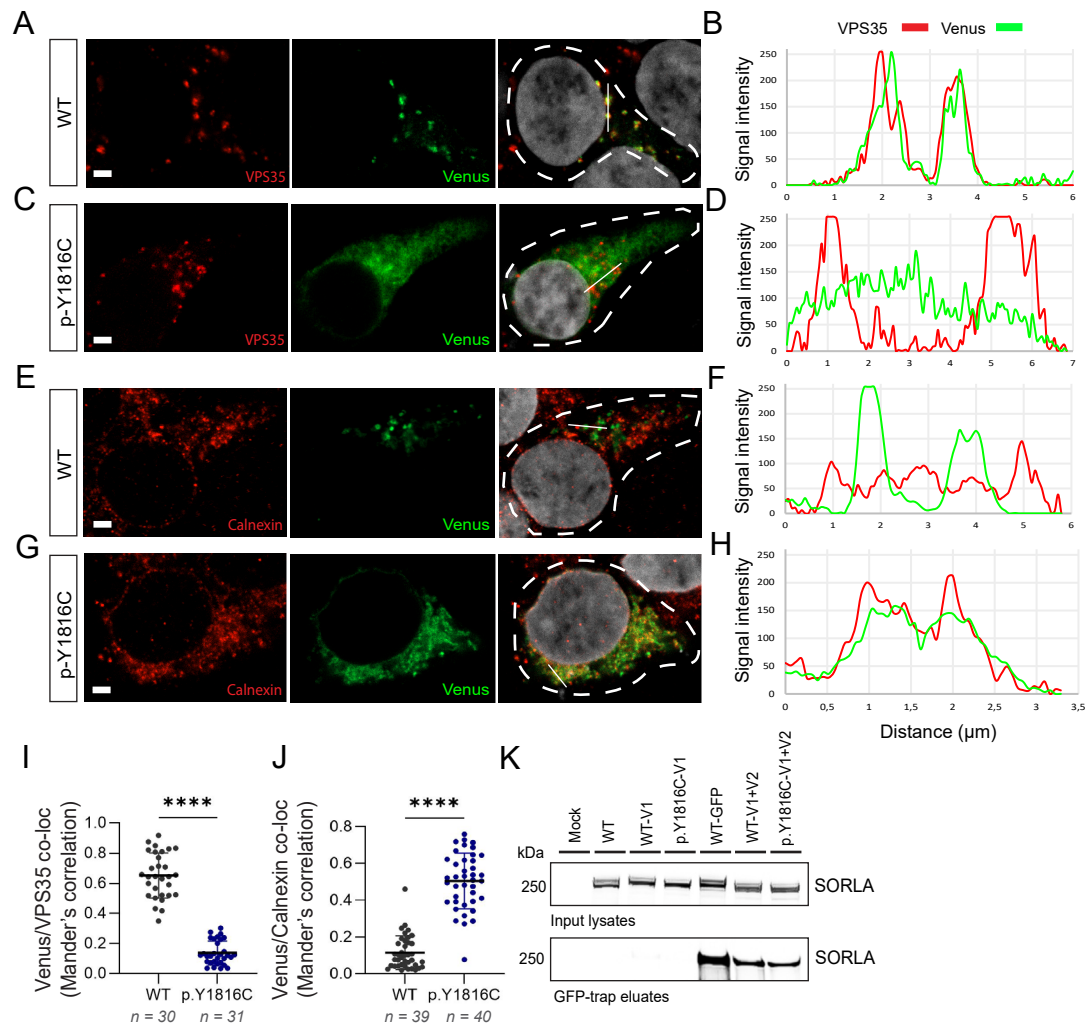 A
WT
VPS35
Venus
B
VPS35 Venus
Signal intensity
250
200
150
100
50
0
0 1 2 3 4 5 6
C
p-Y1816C
VPS35
Venus
D
Signal intensity
250
200
150
100
50
0
0 1 2 3 4 5 6 7
E
WT
Calnexin
Venus
F
Signal intensity
250
200
150
100
50
0
0 1 2 3 4 5 6
G
p-Y1816C
Calnexin
Venus
H
Signal intensity
250
200
150
100
50
0
0 0,5 1 1,5 2 2,5 3 3,5
Distance (µm)
I
Venus/VPS35 co-loc
(Mander's correlation)
1.0
0.8
0.6
0.4
0.2
0.0
****
WT p.Y1816C
n = 30 n = 31
J
Venus/Calnexin co-loc
(Mander's correlation)
0.8
0.6
0.4
0.2
0.0
****
WT p.Y1816C
n = 39 n = 40
K
Mock
WT
WT-V1
p.Y1816C-V1
WT-GFP
WT-V1+V2
p.Y1816C-V1+V2
kDa
250
SORLA
Input lysates
250
SORLA
GFP-trap eluates